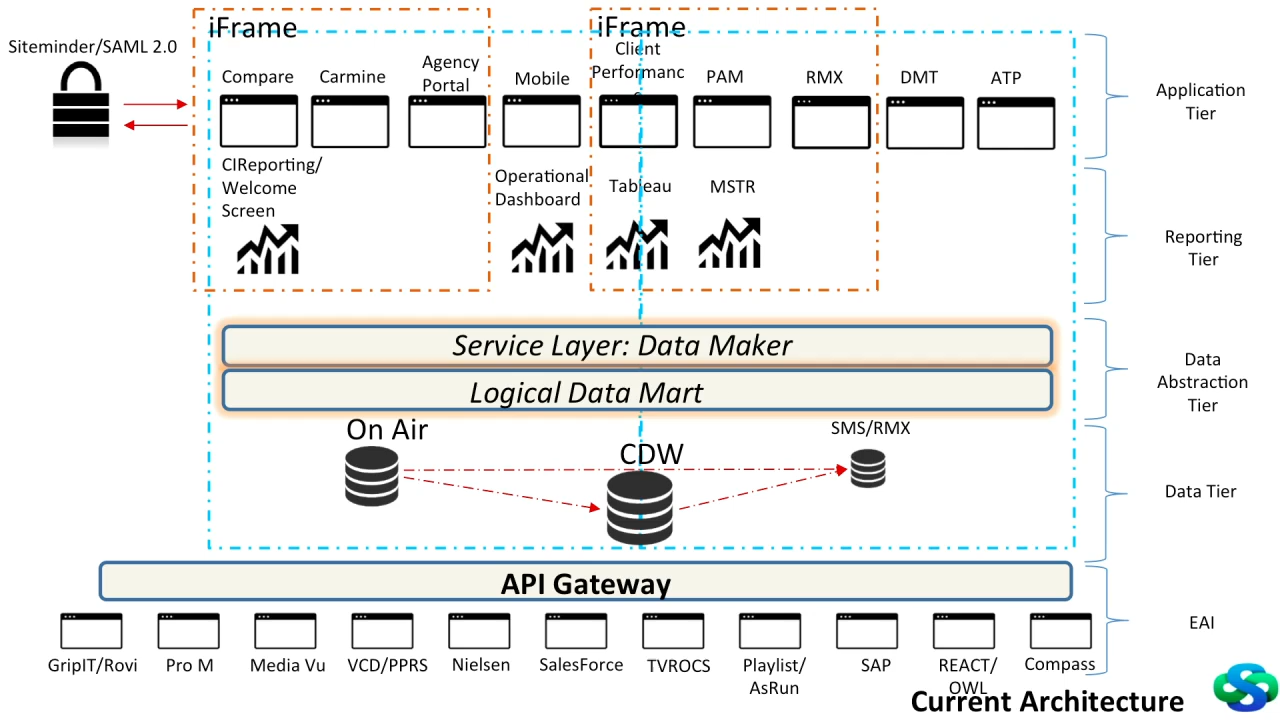 iFrame
iFrame
Siteminder/SAML 2.0
Compare
Carmine
Agency
Portal
Mobile
Client
Performanc
e
PAM
RMX
DMT
ATP
Application
Tier
CIReporting/
Welcome
Screen
Operational
Dashboard
Tableau
MSTR
Reporting
Tier
Service Layer: Data Maker
Logical Data Mart
Data
Abstraction
Tier
On Air
CDW
SMS/RMX
Data Tier
API Gateway
EAI
GripIT/Rovi
Pro M
Media Vu
VCD/PPRS
Nielsen
SalesForce
TVROCS
Playlist/
AsRun
SAP
REACT/
OWL
Compass
Current Architecture